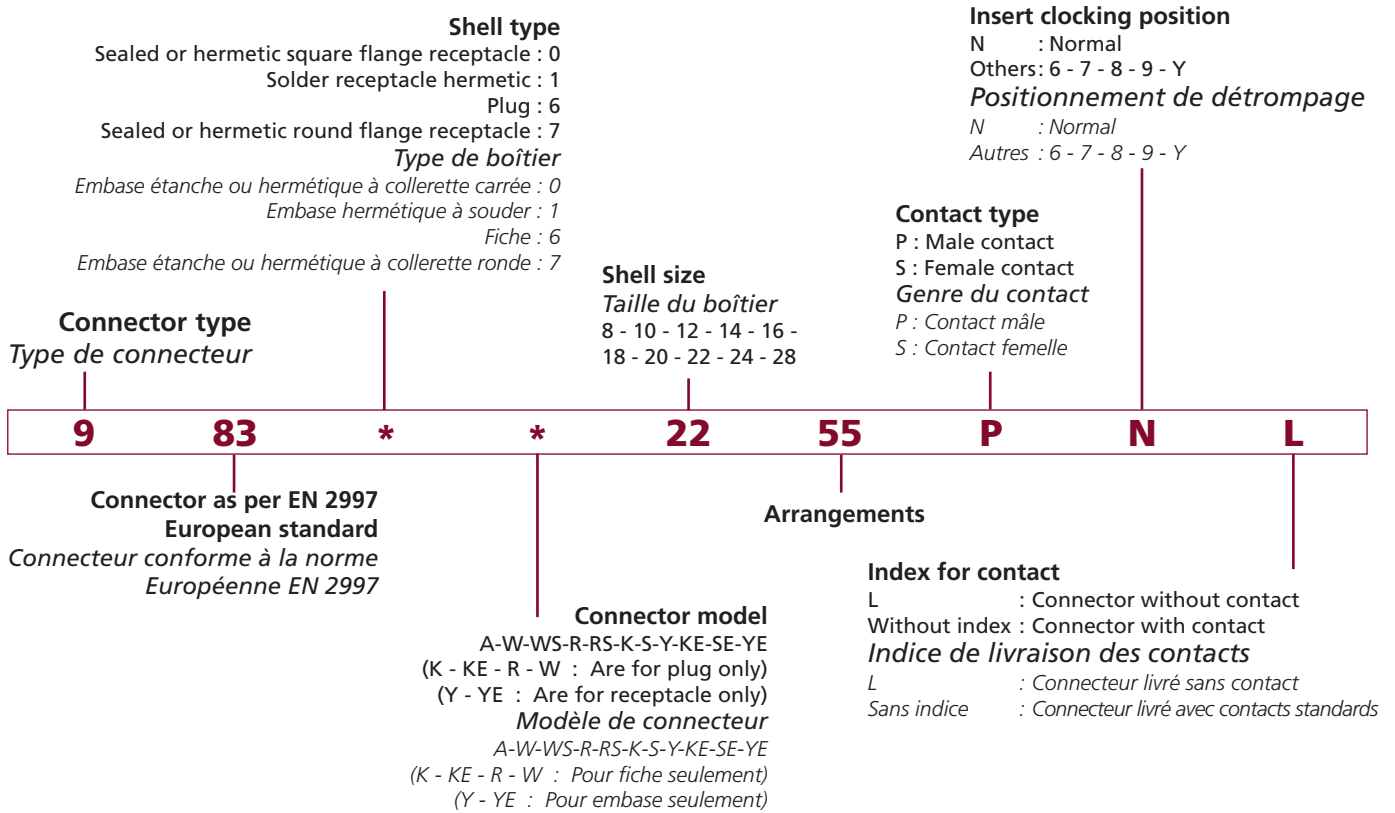 Shell type
Sealed or hermetic square flange receptacle : 0
Solder receptacle hermetic : 1
Plug : 6
Sealed or hermetic round flange receptacle : 7
Type de boîtier
Embase étanche ou hermétique à collerette carrée : 0
Embase hermétique à souder : 1
Fiche : 6
Embase étanche ou hermétique à collerette ronde : 7
Insert clocking position
N : Normal
Others: 6 - 7 - 8 - 9 - Y
Positionnement de détrompage
N : Normal
Autres : 6 - 7 - 8 - 9 - Y
Connector type
Type de connecteur
Shell size
Taille du boîtier
8 - 10 - 12 - 14 - 16 -
18 - 20 - 22 - 24 - 28
Contact type
P : Male contact
S : Female contact
Genre du contact
P : Contact mâle
S : Contact femelle
9 83 * * 22 55 P N L
Connector as per EN 2997
European standard
Connecteur conforme à la norme
Européenne EN 2997
Connector model
A-W-WS-R-RS-K-S-Y-KE-SE-YE
(K - KE - R - W : Are for plug only)
(Y - YE : Are for receptacle only)
Modèle de connecteur
A-W-WS-R-RS-K-S-Y-KE-SE-YE
(K - KE - R - W : Pour fiche seulement)
(Y - YE : Pour embase seulement)
Arrangements
Index for contact
L : Connector without contact
Without index : Connector with contact
Indice de livraison des contacts
L : Connecteur livré sans contact
Sans indice : Connecteur livré avec contacts standards